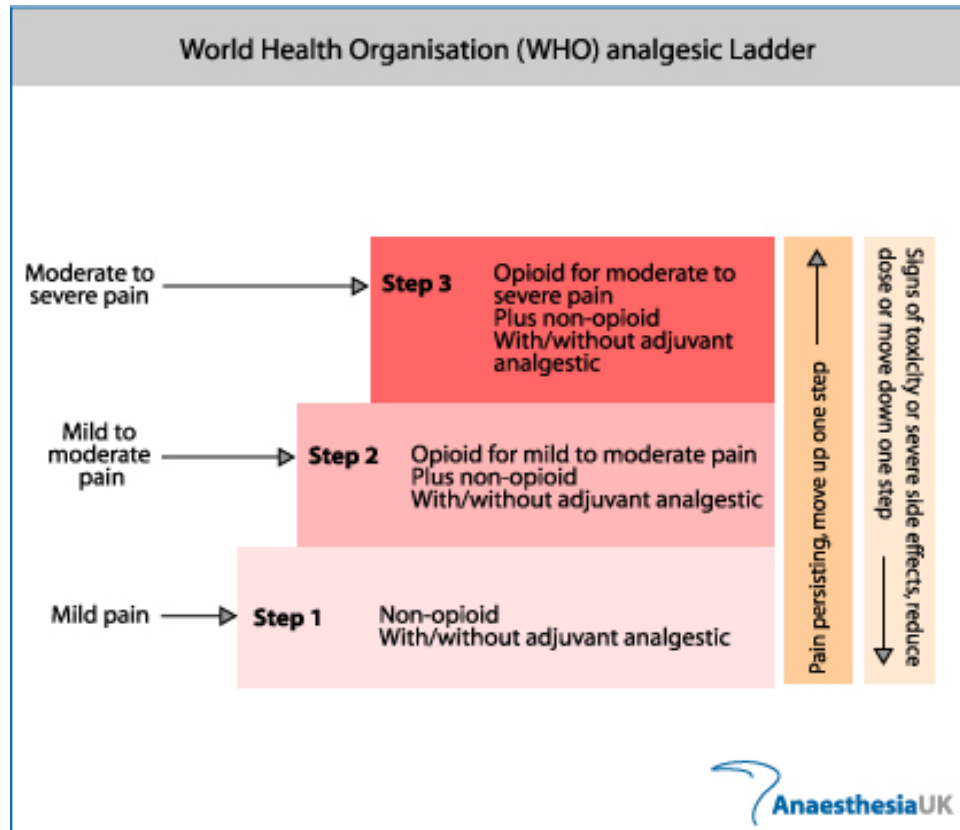 World Health Organisation (WHO) analgesic Ladder
Moderate to
severe pain
Step 3
Opioid for moderate to
severe pain
Plus non-opioid
With/without adjuvant
analgestic
Mild to
moderate
pain
Step 2
Opioid for mild to moderate pain
Plus non-opioid
With/without adjuvant analgestic
Mild pain
Step 1
Non-opioid
With/without adjuvant analgestic
Pain persisting, move up one step
Signs of toxicity or severe side effects, reduce
dose or move down one step
AnaesthesiaUK